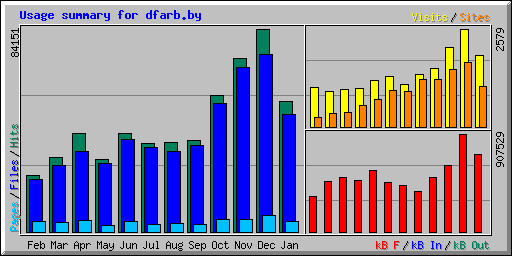 Usage summary for dfarb.by
Visits/Sites
84151
2579
Pages/Files/Hits
907529
Feb Mar Apr May Jun Jul Aug Sep Oct Nov Dec Jan
kB F/kB In/kB Out